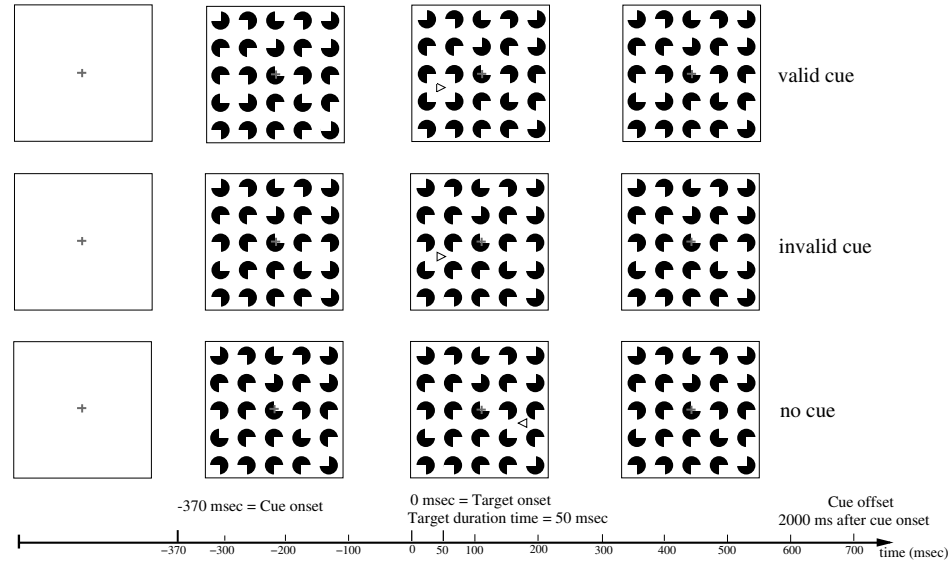 valid cue
invalid cue
no cue
-370 msec = Cue onset
0 msec = Target onset
Target duration time = 50 msec
Cue offset
2000 ms after cue onset
−370 −300 −200 −100 0 50 100 200 300 400 500 600 700 time (msec)